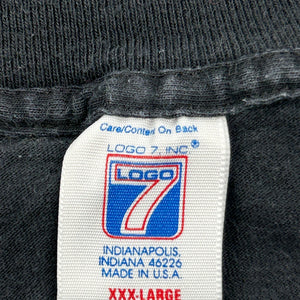 Care/Content On Back
LOGO 7, INC.
LOGO
7
INDIANAPOLIS,
INDIANA 46226
MADE IN U.S.A.
XXX-LARGE